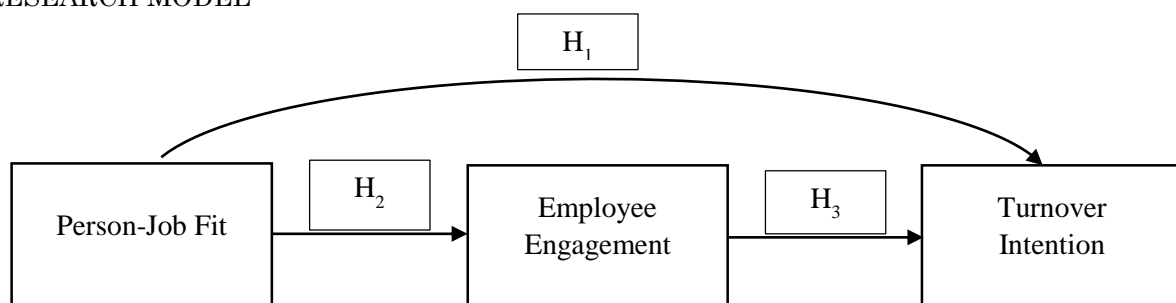 RESEARCH MODEL
H₁
H₂
H₃
Person-Job Fit
Employee
Engagement
Turnover
Intention